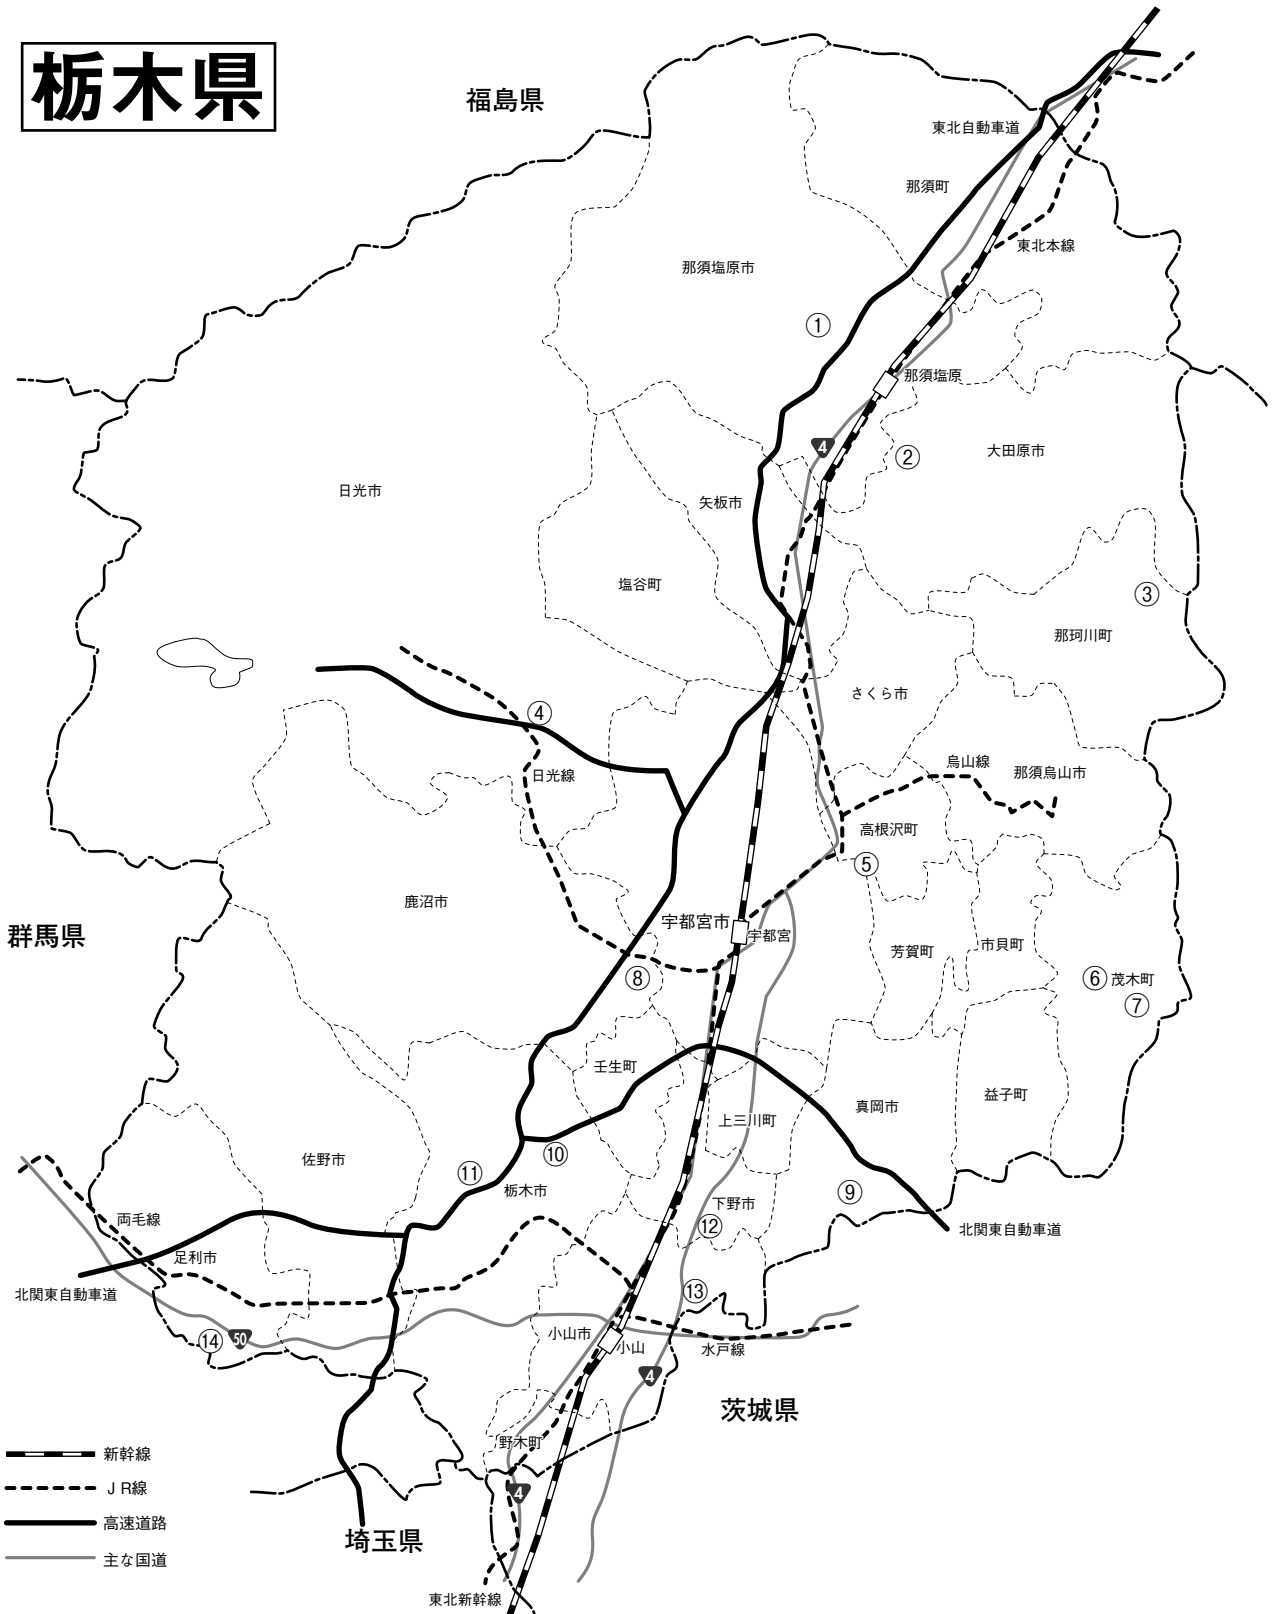 栃木県
福島県
東北自動車道
那須町
東北本線
那須塩原市
①
那須塩原
4
②
大田原市
日光市
矢板市
塩谷町
③
那珂川町
さくら市
④
日光線
烏山線
那須烏山市
高根沢町
⑤
鹿沼市
宇都宮市
宇都宮
群馬県
芳賀町
市貝町
⑥
茂木町
⑦
⑧
壬生町
益子町
真岡市
上三川町
⑩
佐野市
⑪
栃木市
⑨
下野市
⑫
両毛線
北関東自動車道
足利市
北関東自動車道
⑬
小山市
⑭
50
小山
水戸線
4
茨城県
野木町
新幹線
JR線
4
高速道路
埼玉県
主な国道
東北新幹線